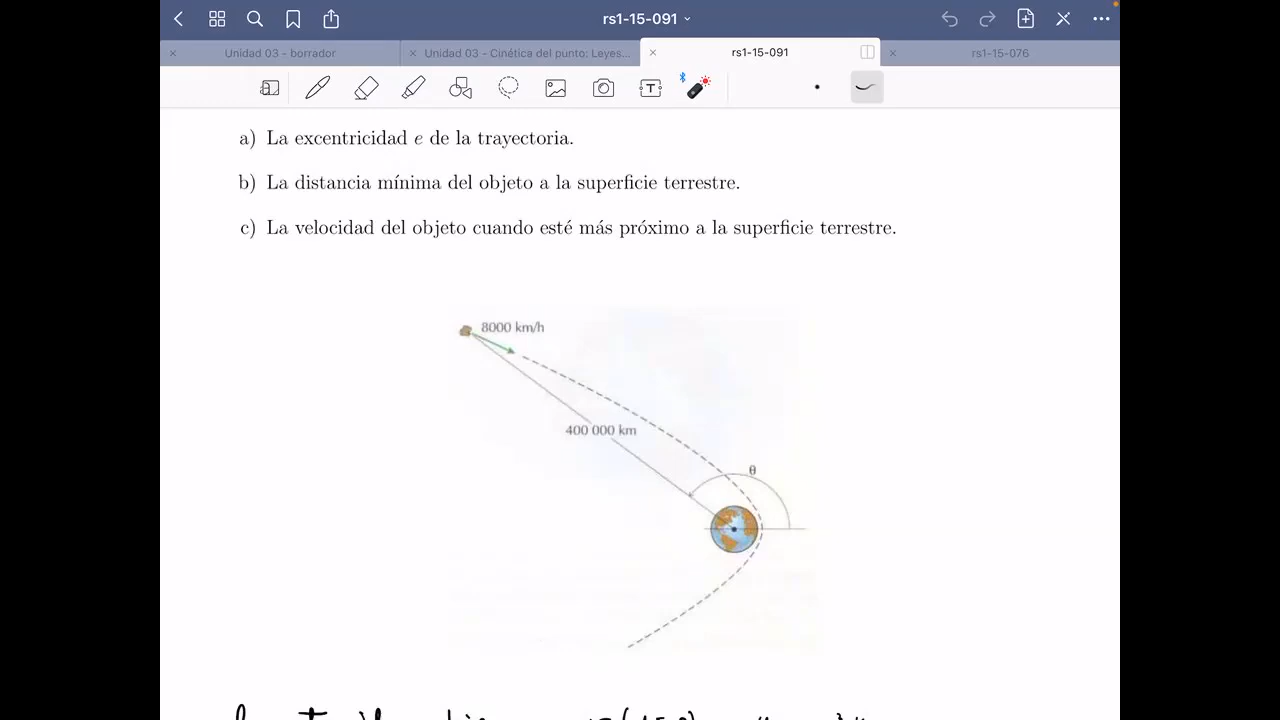 rs1-15-091
Unidad 03 - borrador
Unidad 03 - Cinética del punto: Leyes...
rs1-15-091
rs1-15-076
a) La excentricidad e de la trayectoria.
b) La distancia mínima del objeto a la superficie terrestre.
c) La velocidad del objeto cuando esté más próximo a la superficie terrestre.
8000 km/h
400 000 km
θ